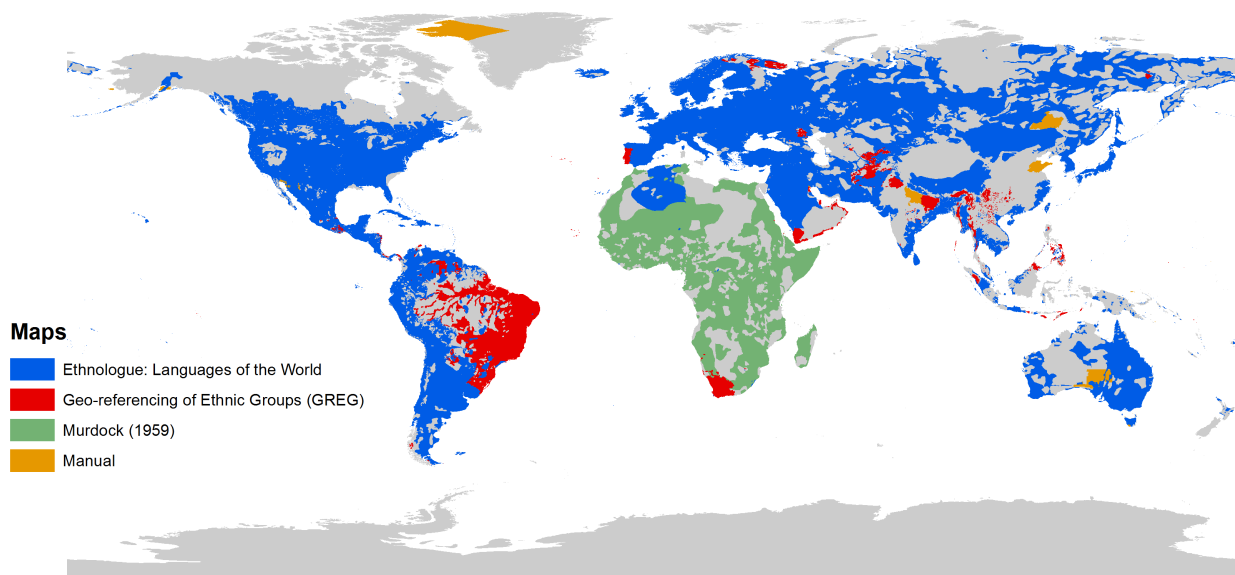 Maps
Ethnologue: Languages of the World
Geo-referencing of Ethnic Groups (GREG)
Murdock (1959)
Manual